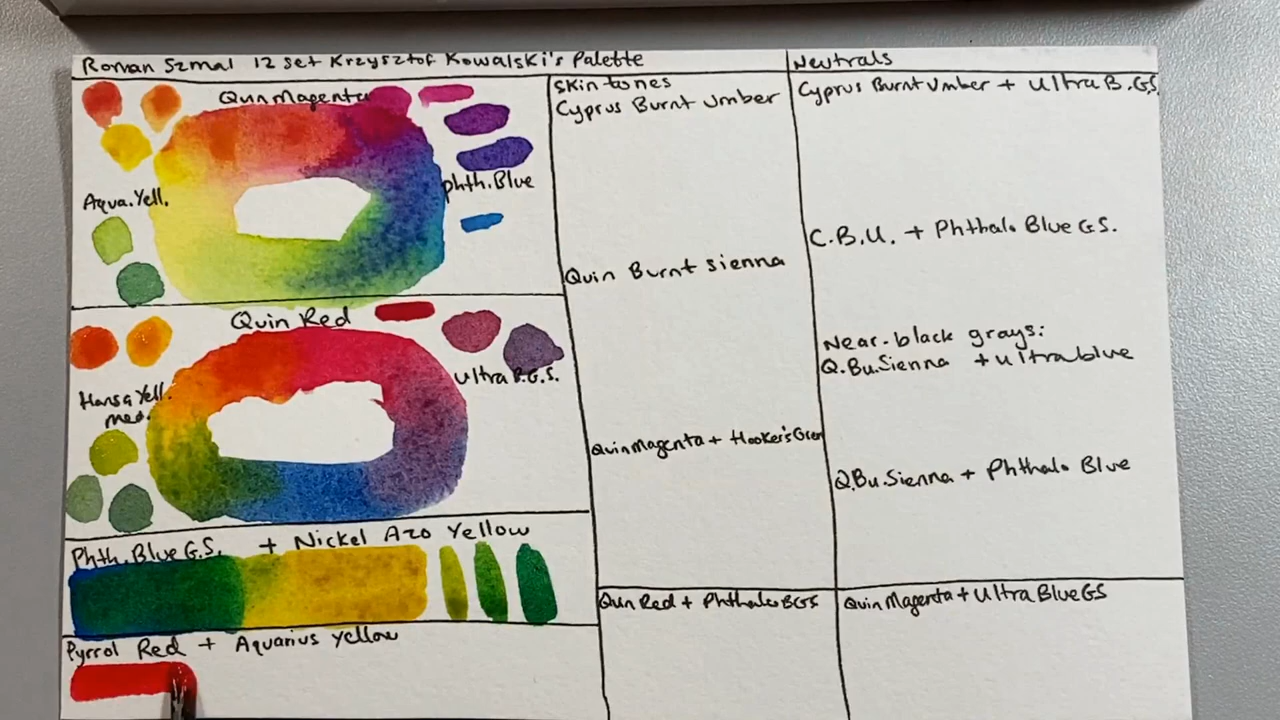 Roman Szmal 12 set Krzysztof Kowalski's Palette
Quin Magenta
Aqua. Yell.
phth. Blue
Quin Red
Hansa Yell.
med.
Ultra B.G.S.
Phth. Blue G.S. + Nickel Azo Yellow
Pyrrol Red + Aquarius yellow
Skin tones
Cyprus Burnt Umber
Quin Burnt sienna
Quin Magenta + Hooker's Green
Quin Red + Phthalo BGS
Neutrals
Cyprus Burnt Umber + Ultra B.G.S.
C.B.U. + Phthalo Blue G.S.
Near-black grays:
Q.Bu.Sienna + ultra blue
Q.Bu.Sienna + Phthalo Blue
Quin Magenta + Ultra Blue GS